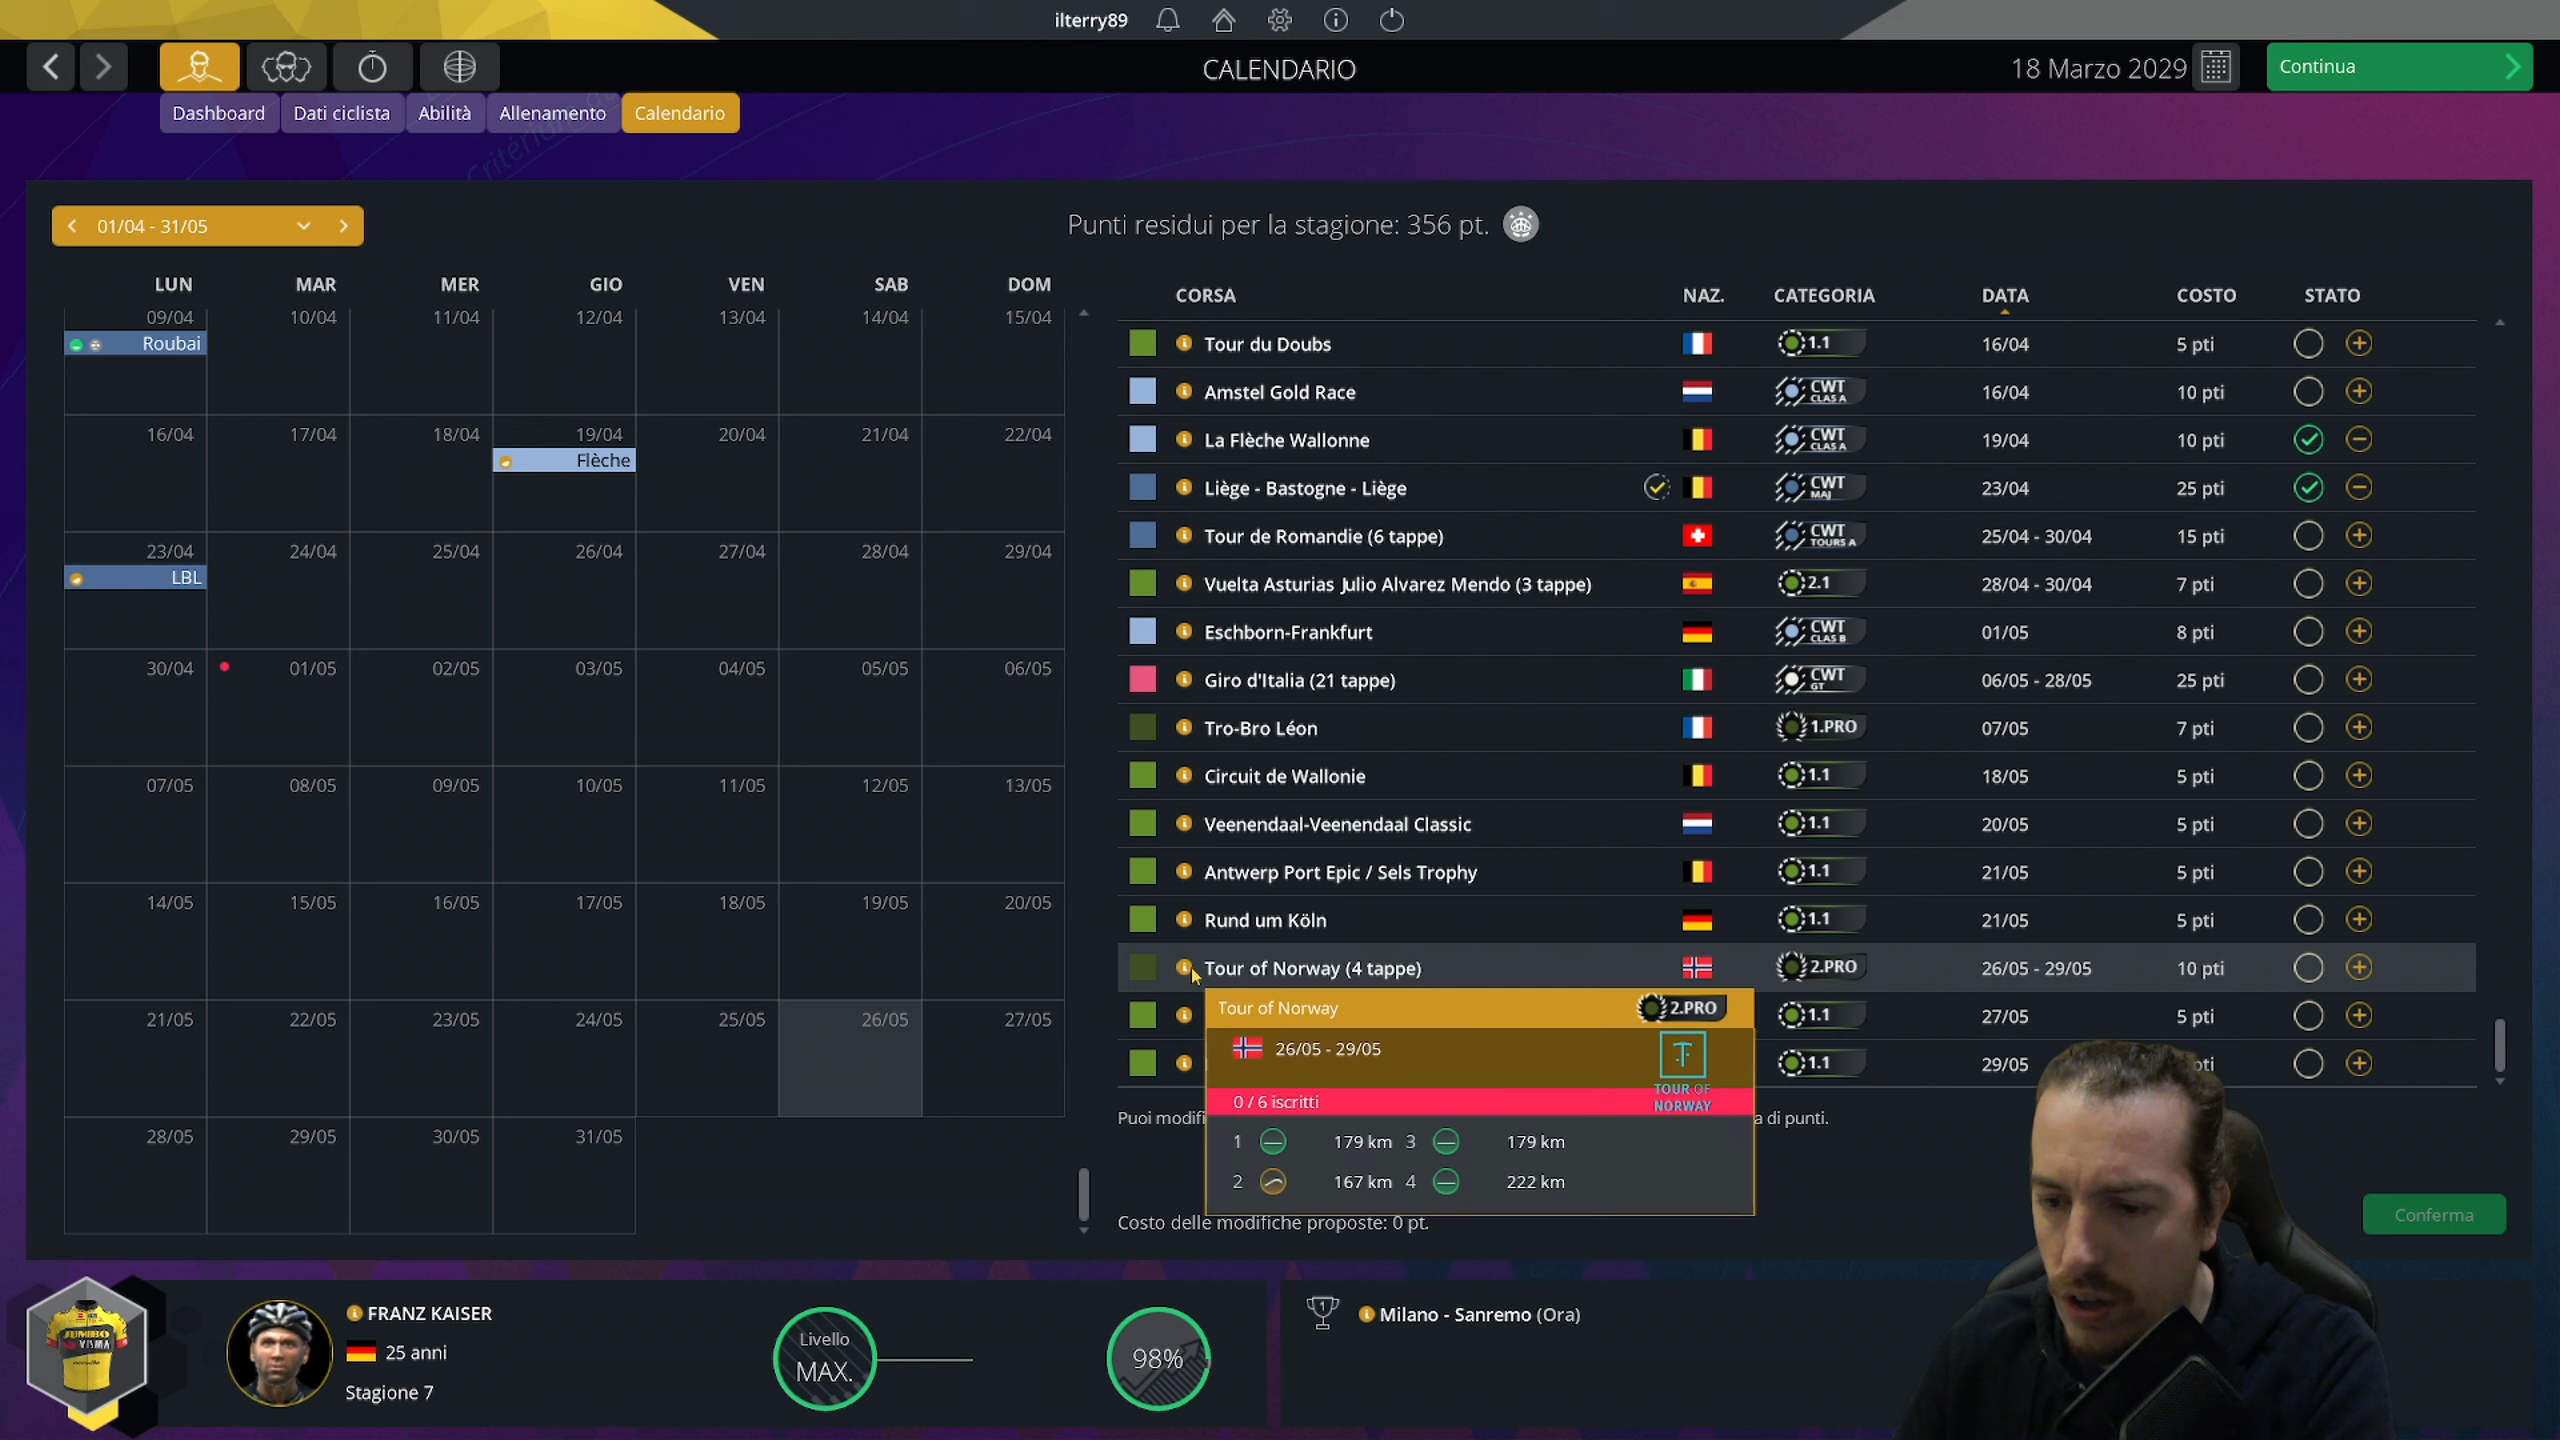 ilterry89
CALENDARIO
18 Marzo 2029
Continua
Dashboard
Dati ciclista
Abilità
Allenamento
Calendario
01/04 - 31/05
Punti residui per la stagione: 356 pt.
LUN MAR MER GIO VEN SAB DOM
09/04 10/04 11/04 12/04 13/04 14/04 15/04
Roubai
16/04 17/04 18/04 19/04 20/04 21/04 22/04
Flèche
23/04 24/04 25/04 26/04 27/04 28/04 29/04
LBL
30/04 01/05 02/05 03/05 04/05 05/05 06/05
07/05 08/05 09/05 10/05 11/05 12/05 13/05
14/05 15/05 16/05 17/05 18/05 19/05 20/05
21/05 22/05 23/05 24/05 25/05 26/05 27/05
28/05 29/05 30/05 31/05
CORSA NAZ. CATEGORIA DATA COSTO STATO
Tour du Doubs 1.1 16/04 5 pti
Amstel Gold Race CWT CLAS A 16/04 10 pti
La Flèche Wallonne CWT CLAS A 19/04 10 pti
Liège - Bastogne - Liège CWT MAJ 23/04 25 pti
Tour de Romandie (6 tappe) CWT TOURS A 25/04 - 30/04 15 pti
Vuelta Asturias Julio Alvarez Mendo (3 tappe) 2.1 28/04 - 30/04 7 pti
Eschborn-Frankfurt CWT CLAS B 01/05 8 pti
Giro d'Italia (21 tappe) CWT GT 06/05 - 28/05 25 pti
Tro-Bro Léon 1.PRO 07/05 7 pti
Circuit de Wallonie 1.1 18/05 5 pti
Veenendaal-Veenendaal Classic 1.1 20/05 5 pti
Antwerp Port Epic / Sels Trophy 1.1 21/05 5 pti
Rund um Köln 1.1 21/05 5 pti
Tour of Norway (4 tappe) 2.PRO 26/05 - 29/05 10 pti
1.1 27/05 5 pti
1.1 29/05 pti
Tour of Norway 2.PRO
26/05 - 29/05
TOUR OF
NORWAY
0 / 6 iscritti
1 179 km 3 179 km
2 167 km 4 222 km
Puoi modifi a di punti.
Costo delle modifiche proposte: 0 pt.
Conferma
JUMBO
VISMA
FRANZ KAISER
25 anni
Stagione 7
Livello
MAX.
98%
1
Milano - Sanremo (Ora)